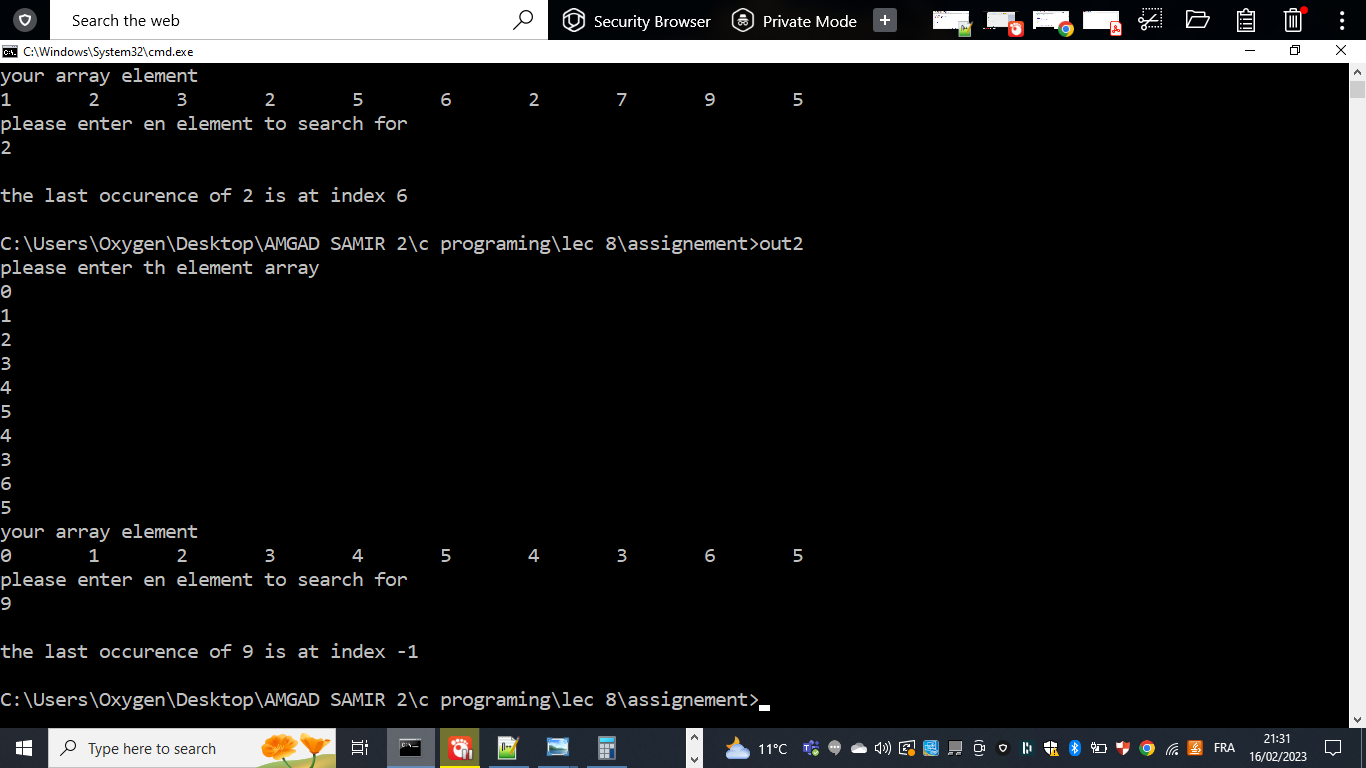 Search the web
Security Browser
Private Mode
C:\Windows\System32\cmd.exe
your array element
1 2 3 2 5 6 2 7 9 5
please enter en element to search for
2
the last occurence of 2 is at index 6
C:\Users\Oxygen\Desktop\AMGAD SAMIR 2\c programing\lec 8\assignement>out2
please enter th element array
0
1
2
3
4
5
4
3
6
5
your array element
0 1 2 3 4 5 4 3 6 5
please enter en element to search for
9
the last occurence of 9 is at index -1
C:\Users\Oxygen\Desktop\AMGAD SAMIR 2\c programing\lec 8\assignement>
Type here to search
11°C
FRA
21:31
16/02/2023